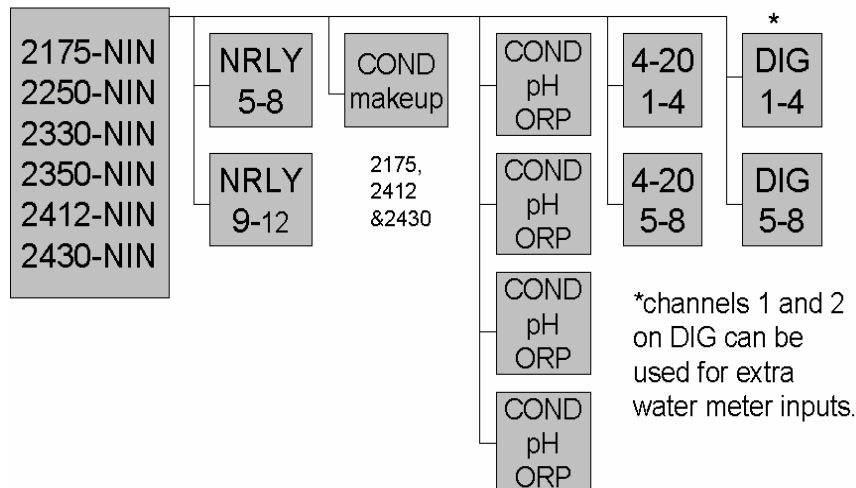 2175-NIN
2250-NIN
2330-NIN
2350-NIN
2412-NIN
2430-NIN
NRLY
5-8
NRLY
9-12
COND
makeup
2175,
2412
&2430
COND
pH
ORP
COND
pH
ORP
COND
pH
ORP
COND
pH
ORP
4-20
1-4
4-20
5-8
*
DIG
1-4
DIG
5-8
*channels 1 and 2
on DIG can be
used for extra
water meter inputs.